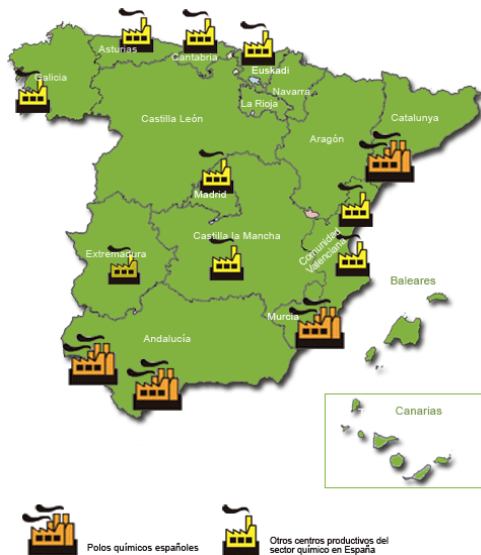 Asturias
Cantabria
Euskadi
Galicia
Navarra
La Rioja
Castilla León
Catalunya
Aragón
Madrid
Castilla la Mancha
Comunidad
Valenciana
Extremadura
Baleares
Murcia
Andalucía
Canarias
Polos químicos españoles
Otros centros productivos del
sector químico en España